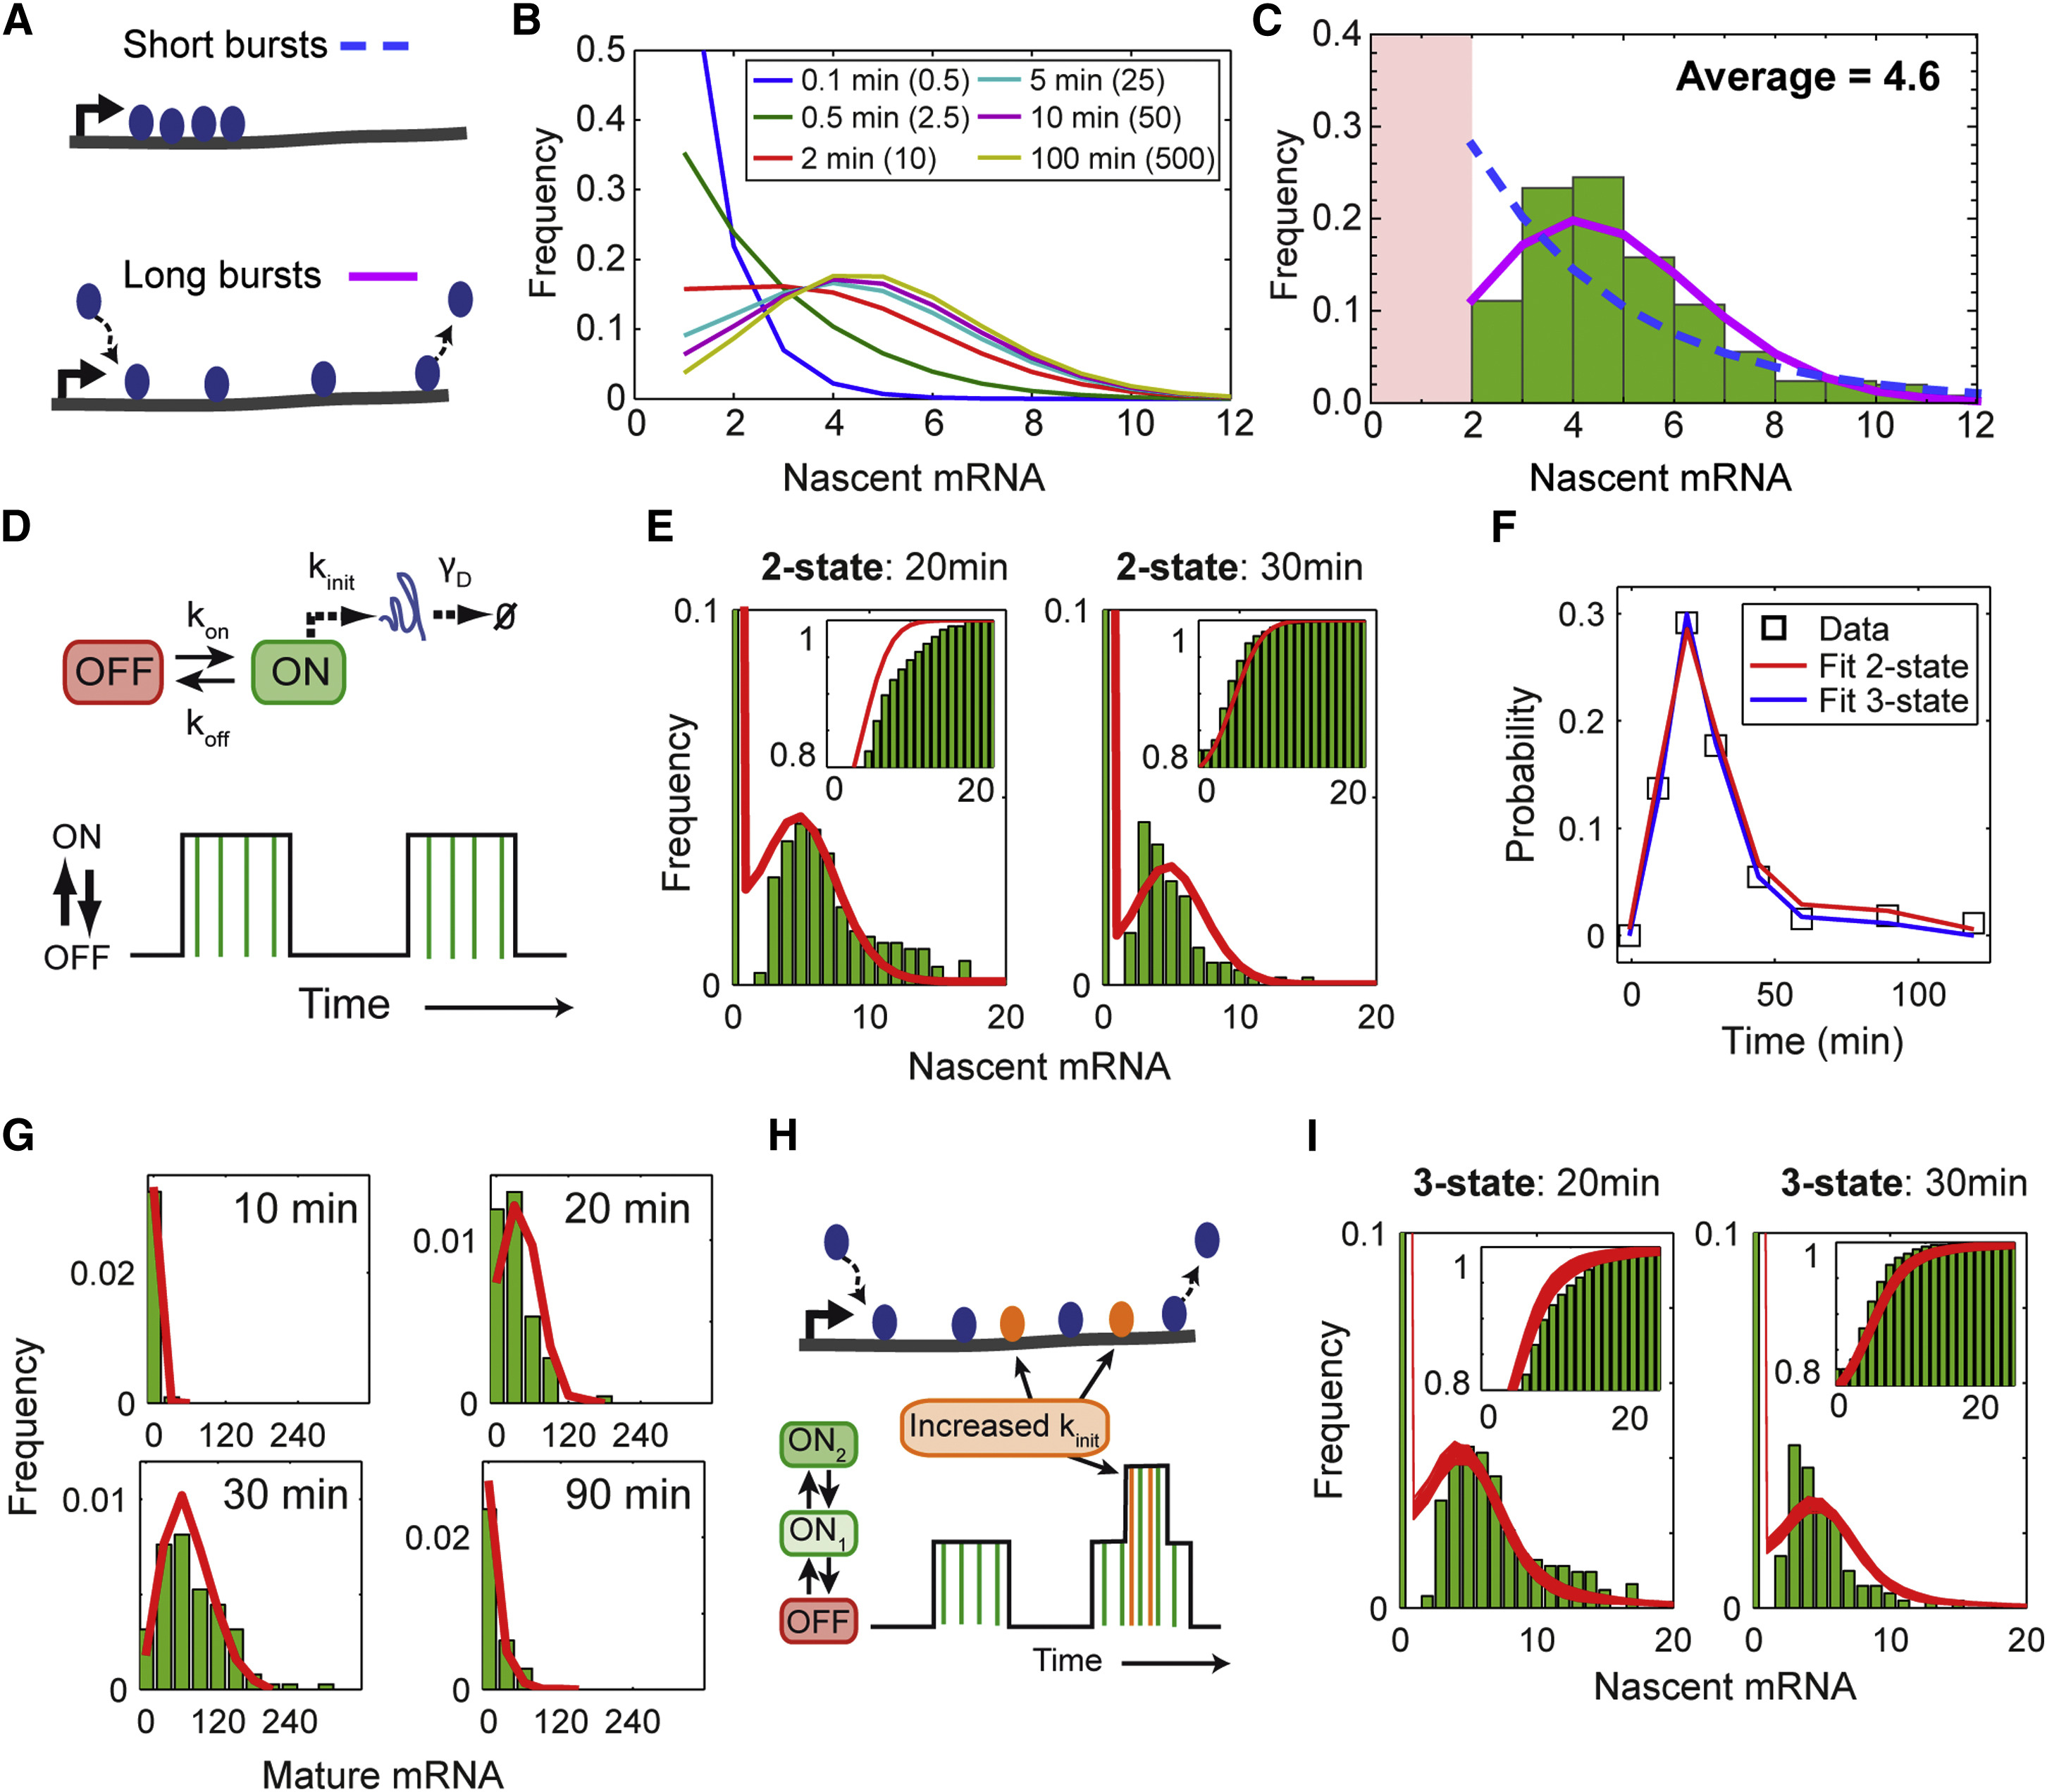 A
Short bursts
Long bursts
B
0.5
0.4
0.3
0.2
0.1
0
Frequency
0.1 min (0.5)
0.5 min (2.5)
2 min (10)
5 min (25)
10 min (50)
100 min (500)
0 2 4 6 8 10 12
Nascent mRNA
C
0.4
0.3
0.2
0.1
0.0
Frequency
Average = 4.6
0 2 4 6 8 10 12
Nascent mRNA
D
OFF
k on
k off
ON
k init
γ D
ø
ON
OFF
Time
E
2-state: 20min
0.1
0
Frequency
1
0.8
0 20
0 10 20
2-state: 30min
0.1
0
1
0.8
0 20
0 10 20
Nascent mRNA
F
0.3
0.2
0.1
0
Probability
Data
Fit 2-state
Fit 3-state
0 50 100
Time (min)
G
Frequency
10 min
0.02
0
0 120 240
20 min
0.01
0
0 120 240
30 min
0.01
0
0 120 240
90 min
0.02
0
0 120 240
Mature mRNA
H
Increased k init
ON2
ON1
OFF
Time
I
3-state: 20min
0.1
0
Frequency
1
0.8
0 20
0 10 20
3-state: 30min
0.1
0
1
0.8
0 20
0 10 20
Nascent mRNA